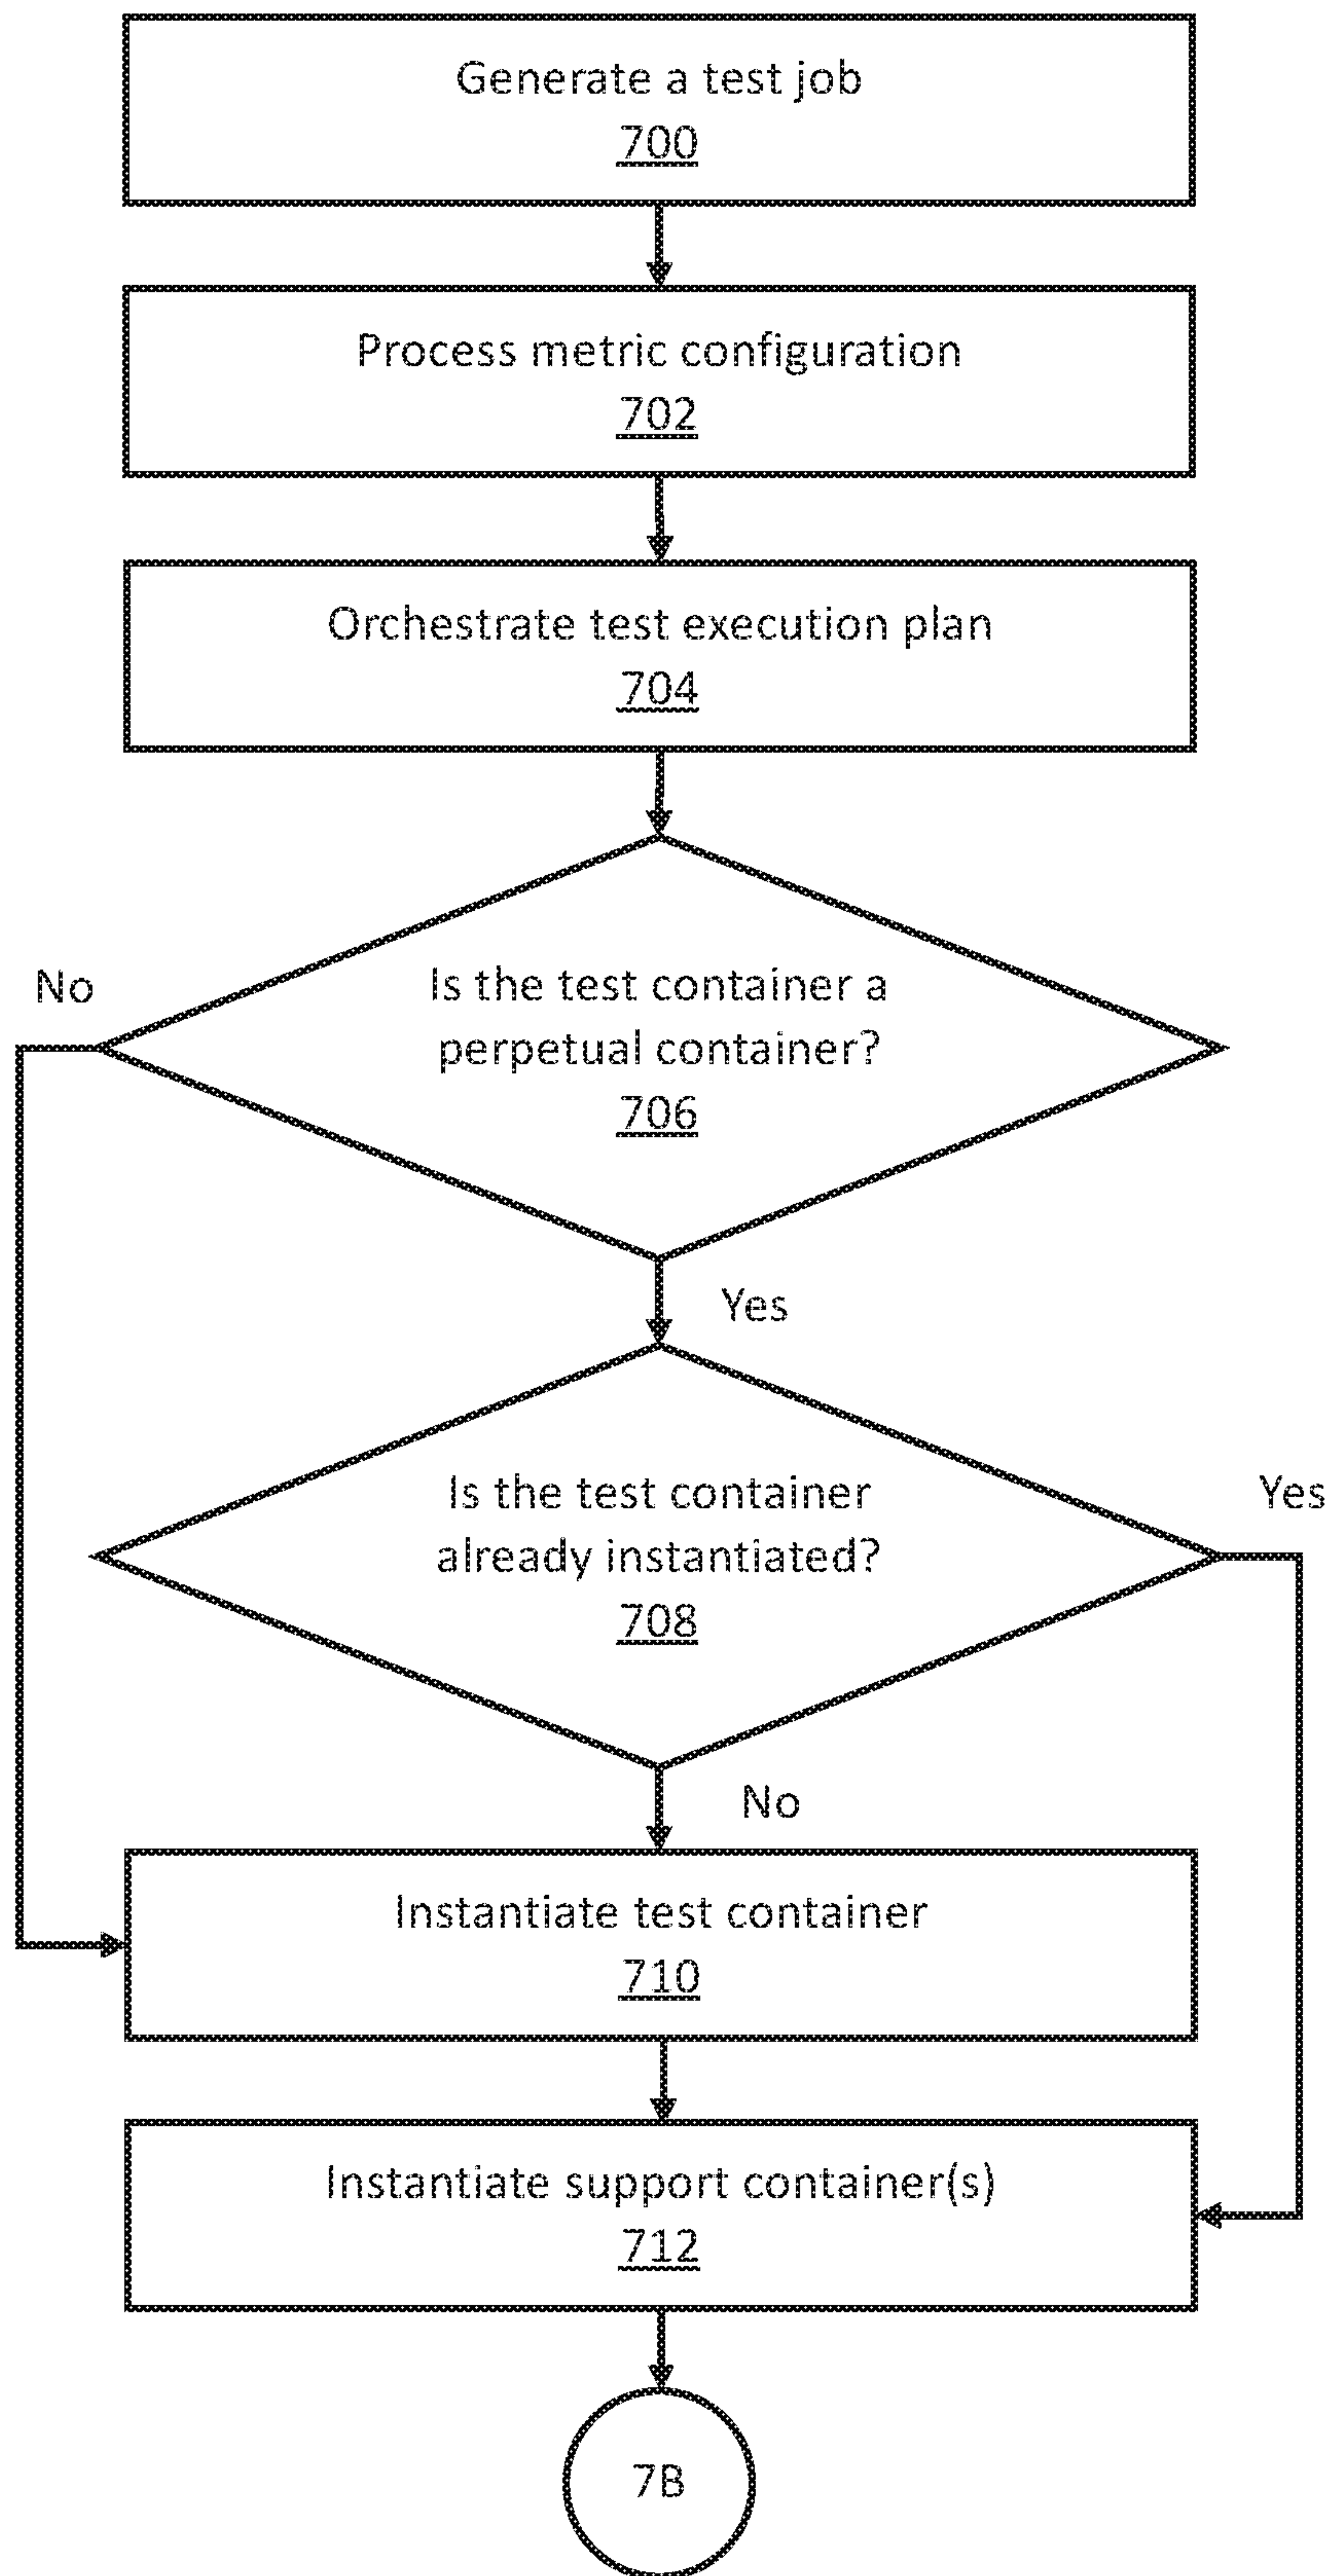 Generate a test job
700
Process metric configuration
702
Orchestrate test execution plan
704
No
Is the test container a
perpetual container?
706
Yes
Is the test container
already instantiated?
708
Yes
No
Instantiate test container
710
Instantiate support container(s)
712
7B